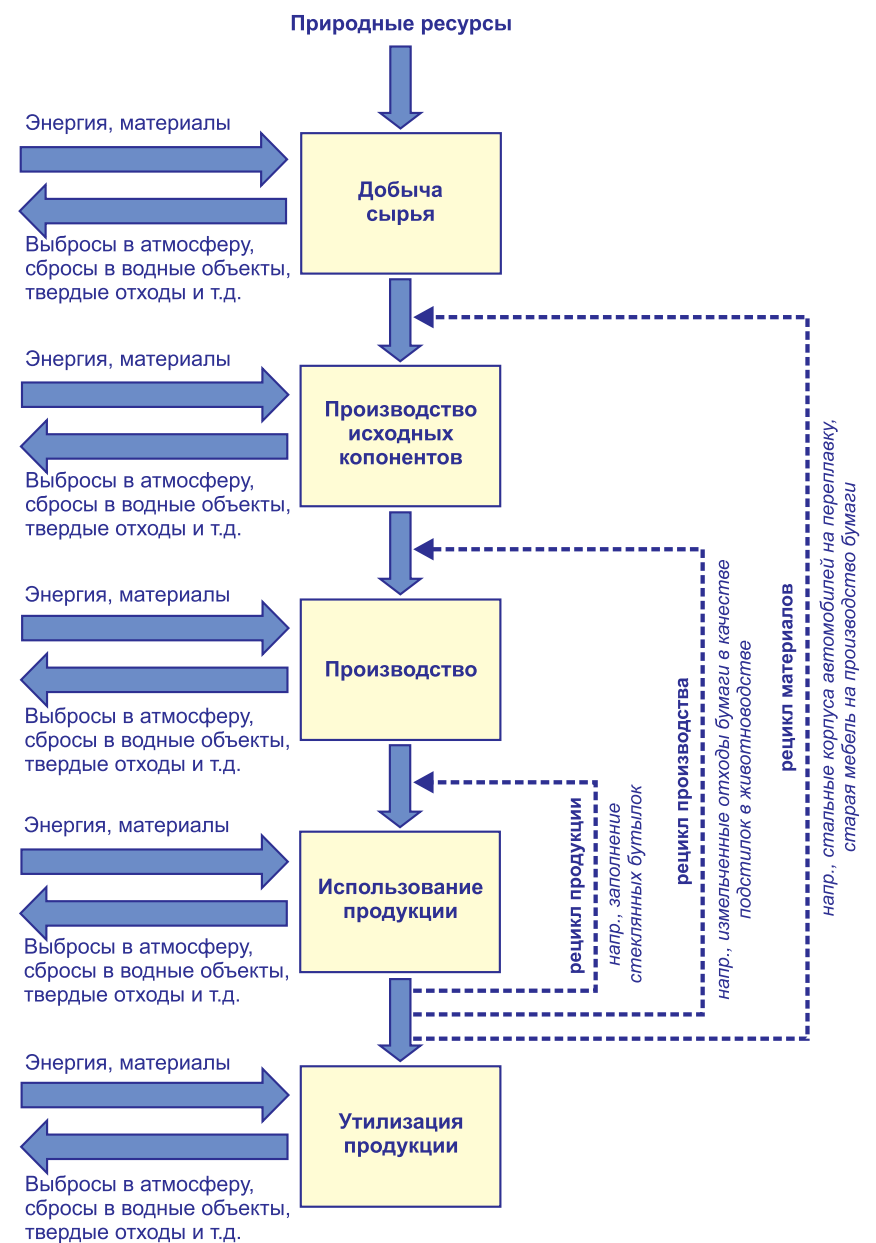 Природные ресурсы
Энергия, материалы
Добыча
сырья
Выбросы в атмосферу,
сбросы в водные объекты,
твердые отходы и т.д.
Энергия, материалы
Производство
исходных
копонентов
Выбросы в атмосферу,
сбросы в водные объекты,
твердые отходы и т.д.
Энергия, материалы
Производство
Выбросы в атмосферу,
сбросы в водные объекты,
твердые отходы и т.д.
Энергия, материалы
Использование
продукции
Выбросы в атмосферу,
сбросы в водные объекты,
твердые отходы и т.д.
Энергия, материалы
Утилизация
продукции
Выбросы в атмосферу,
сбросы в водные объекты,
твердые отходы и т.д.
рецикл продукции
напр., заполнение
стеклянных бутылок
рецикл производства
напр., измельченные отходы бумаги в качестве
подстилок в животноводстве
рецикл материалов
напр., стальные корпуса автомобилей на переплавку,
старая мебель на производство бумаги